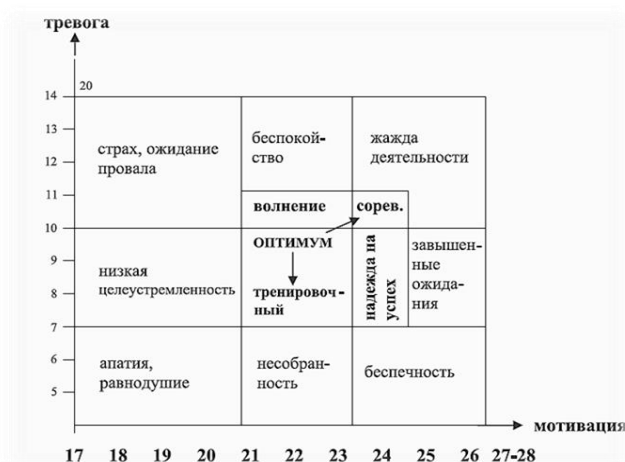 тревога
20
14
13
12
11
10
9
8
7
6
5
страх, ожидание
провала
беспокой-
ство
жажда
деятельности
волнение
сорев.
ОПТИМУМ
тренировоч-
ный
надежда на
успех
завышен-
ные
ожида-
ния
низкая
целеустремленность
апатия,
равнодушие
несобран-
ность
беспечность
мотивация
17 18 19 20 21 22 23 24 25 26 27-28